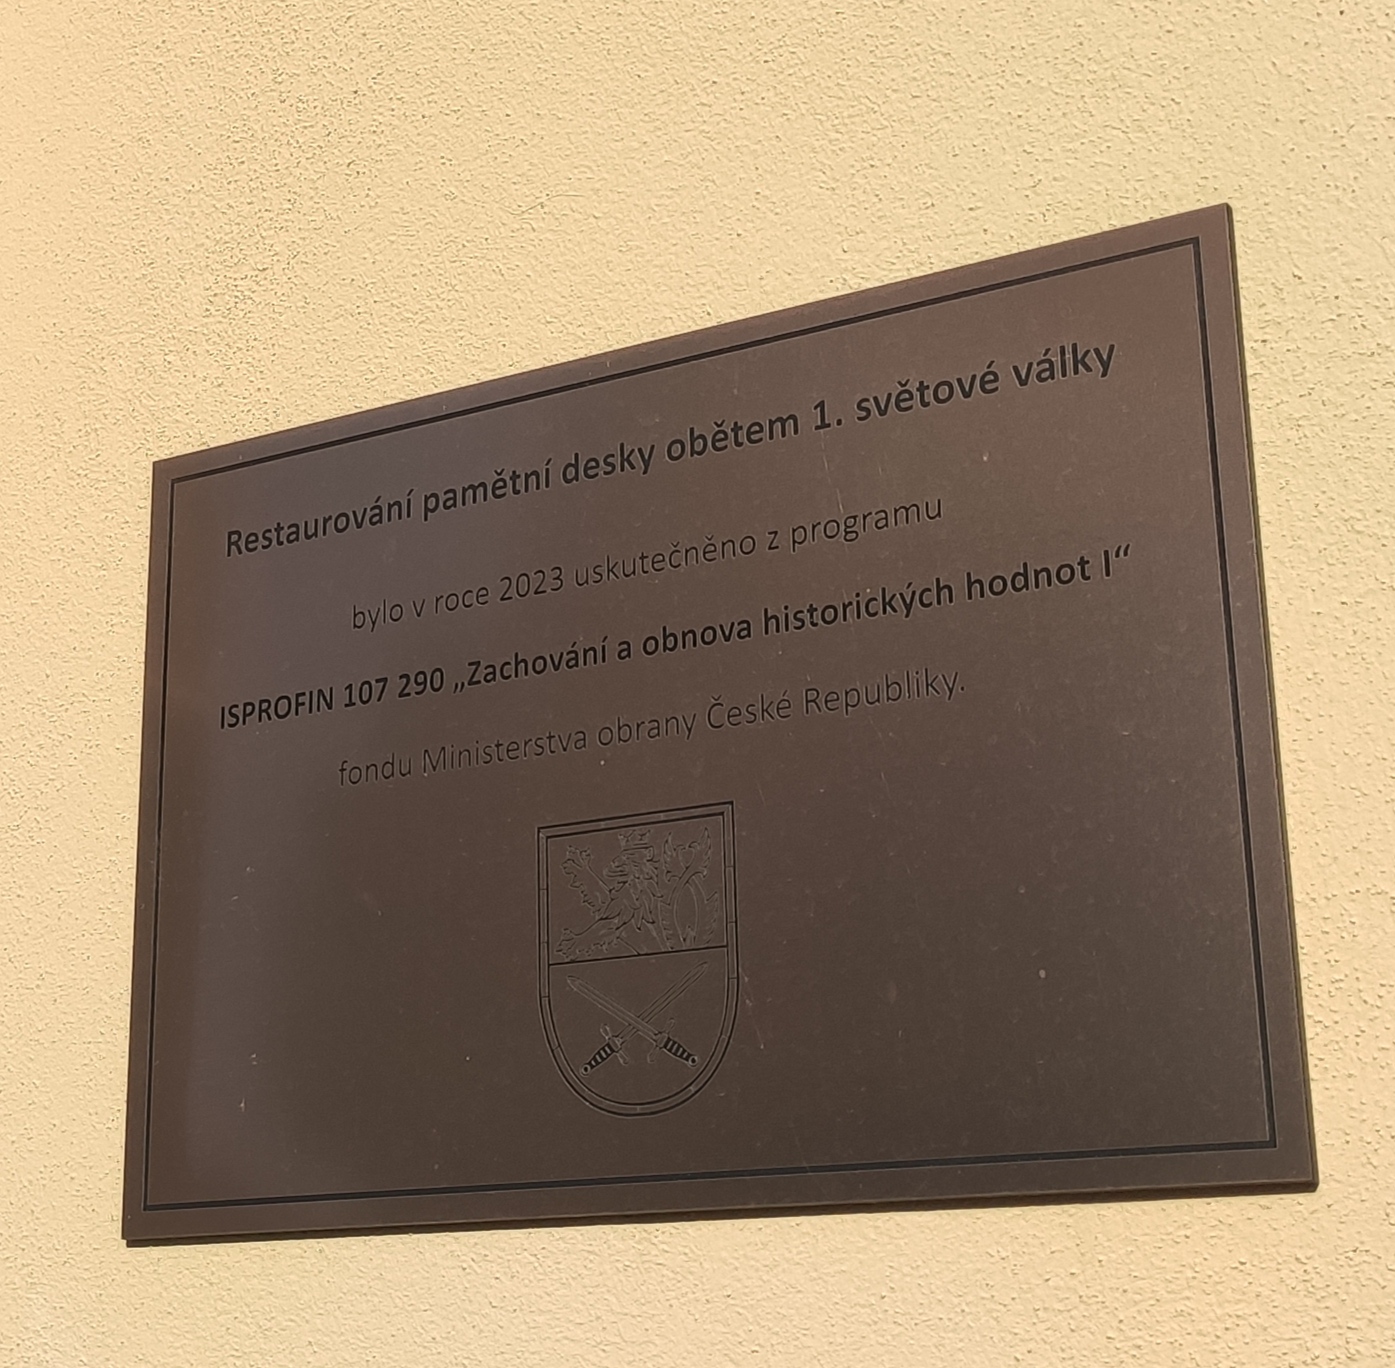 Restaurování pamětní desky obětem 1. světové války
bylo v roce 2023 uskutečněno z programu
ISPROFIN 107 290 „Zachování a obnova historických hodnot I“
fondu Ministerstva obrany České Republiky.